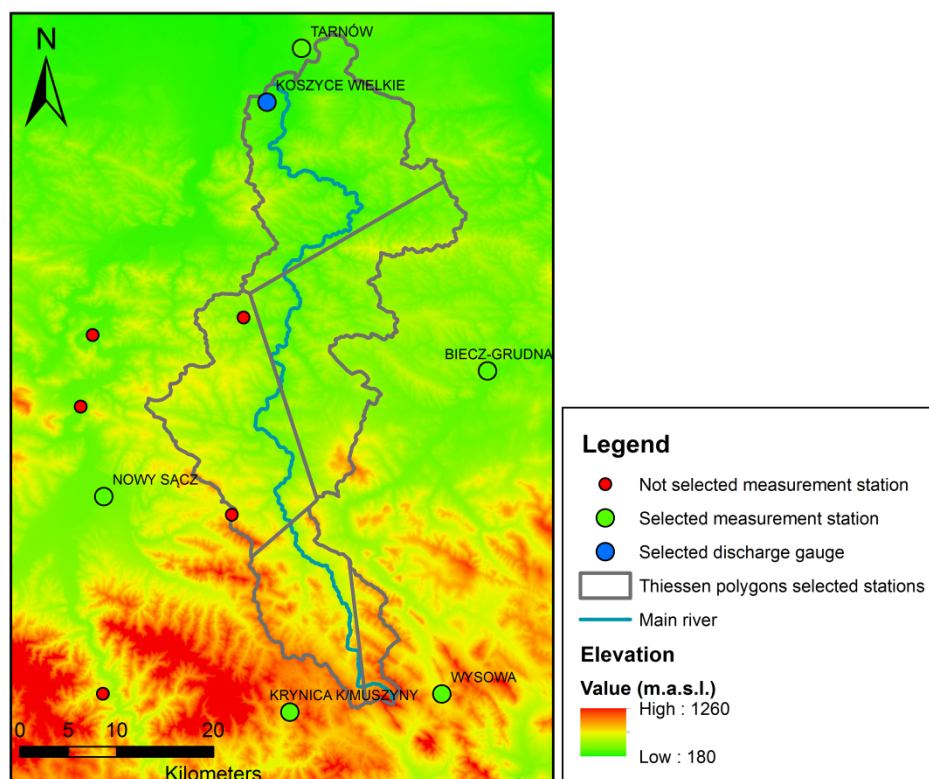 N
TARNÓW
KOSZYCE WIELKIE
BIECZ-GRUDNA
NOWY SĄCZ
WYSOWA
KRYNICA K/MUSZYNY
0 5 10 20
Kilometers
Legend
Not selected measurement station
Selected measurement station
Selected discharge gauge
Thiessen polygons selected stations
Main river
Elevation
Value (m.a.s.l.)
High : 1260
Low : 180